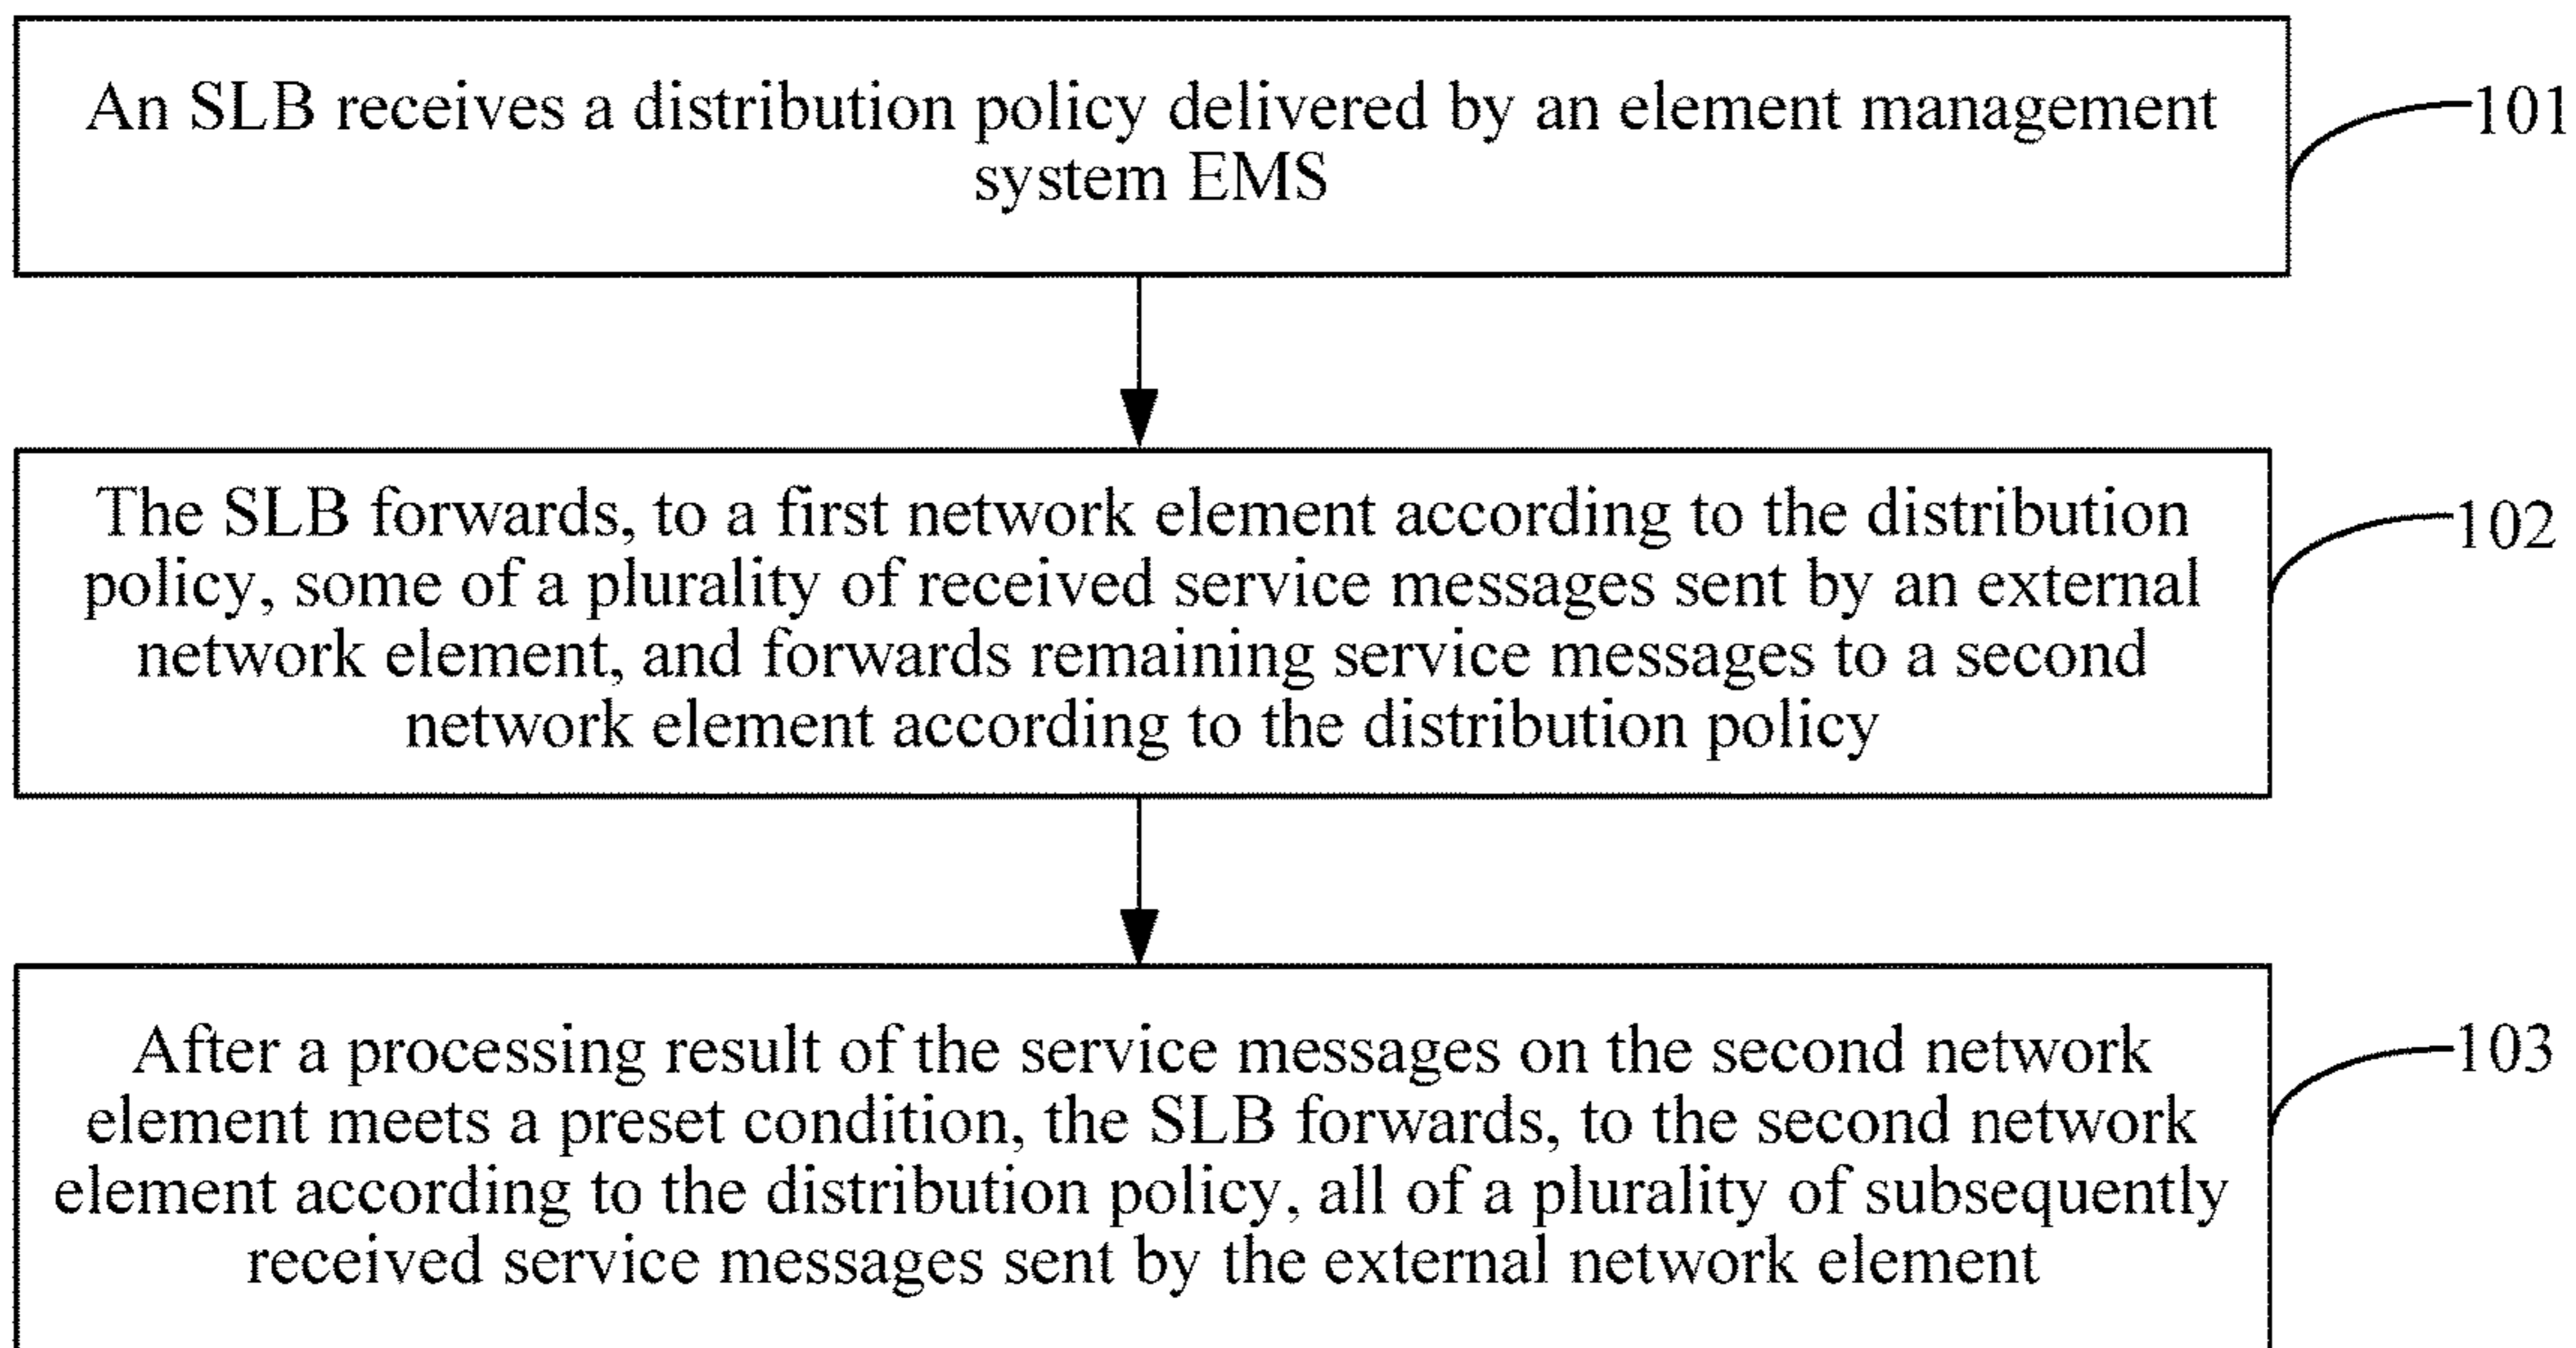 An SLB receives a distribution policy delivered by an element management
system EMS
101
The SLB forwards, to a first network element according to the distribution
policy, some of a plurality of received service messages sent by an external
network element, and forwards remaining service messages to a second
network element according to the distribution policy
102
After a processing result of the service messages on the second network
element meets a preset condition, the SLB forwards, to the second network
element according to the distribution policy, all of a plurality of subsequently
received service messages sent by the external network element
103